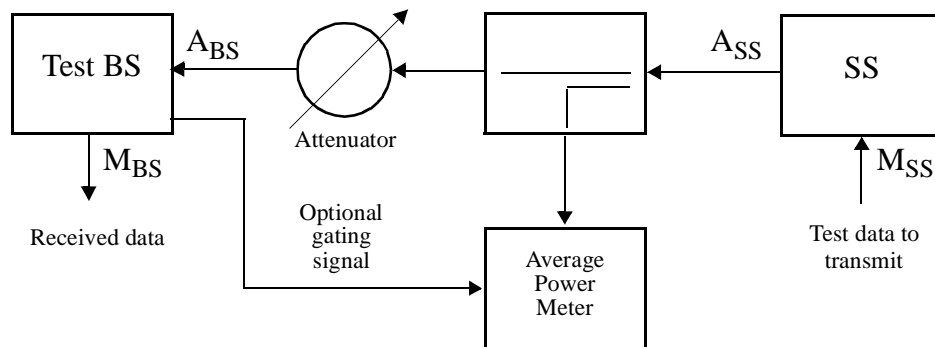 Test BS
A_BS
Attenuator
A_SS
SS
M_BS
M_SS
Received data
Optional
gating
signal
Average
Power
Meter
Test data to
transmit